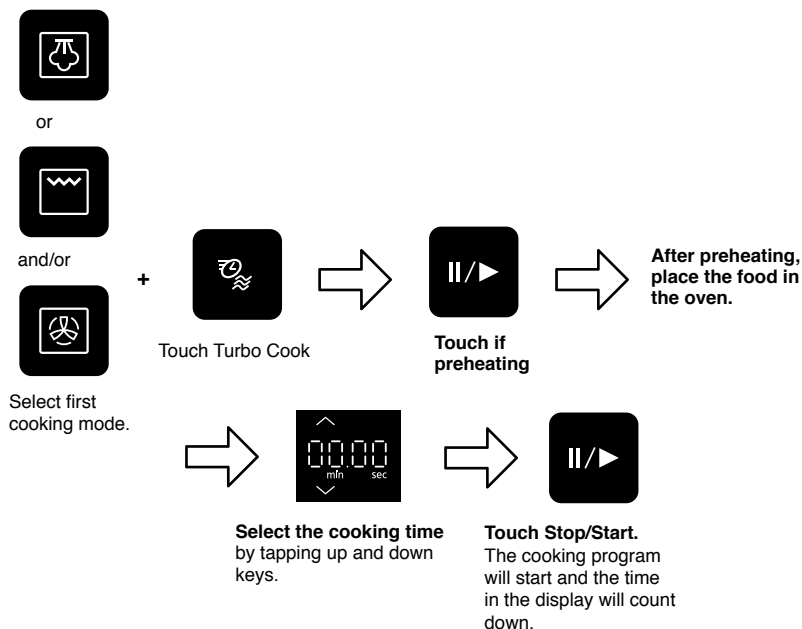 or
and/or
+
Touch Turbo Cook
Touch if
preheating
After preheating,
place the food in
the oven.
Select first
cooking mode.
00:00
min
sec
Select the cooking time
by tapping up and down
keys.
Touch Stop/Start.
The cooking program
will start and the time
in the display will count
down.